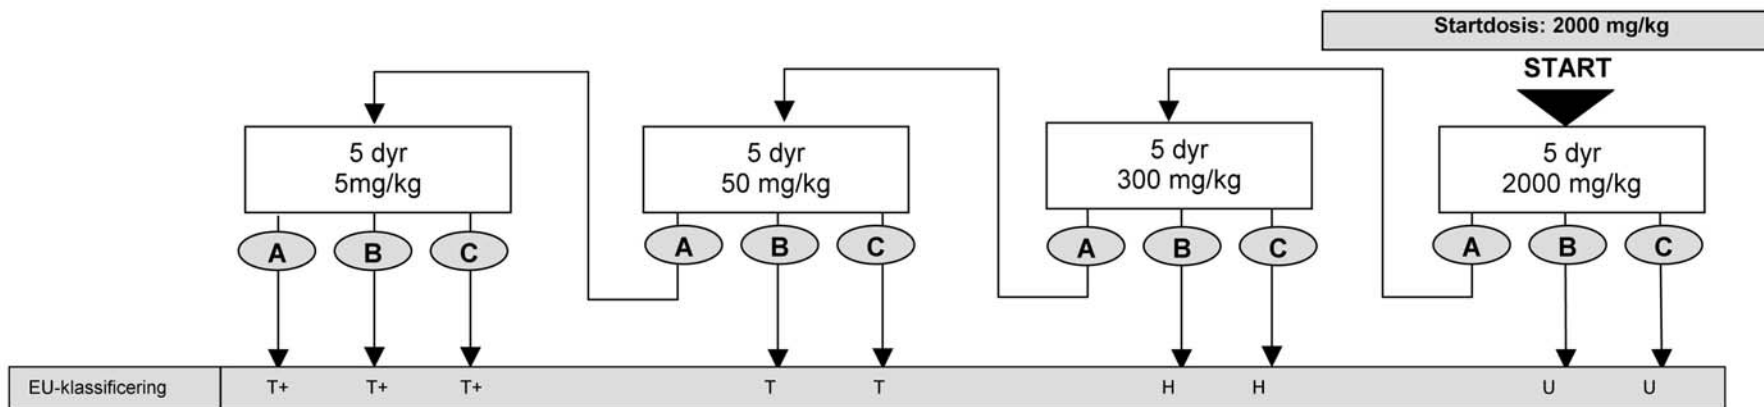 Startdosis: 2000 mg/kg
START
5 dyr
5mg/kg
5 dyr
50 mg/kg
5 dyr
300 mg/kg
5 dyr
2000 mg/kg
A B C
A B C
A B C
A B C
EU-klassificering T+ T+ T+ T T H H U U